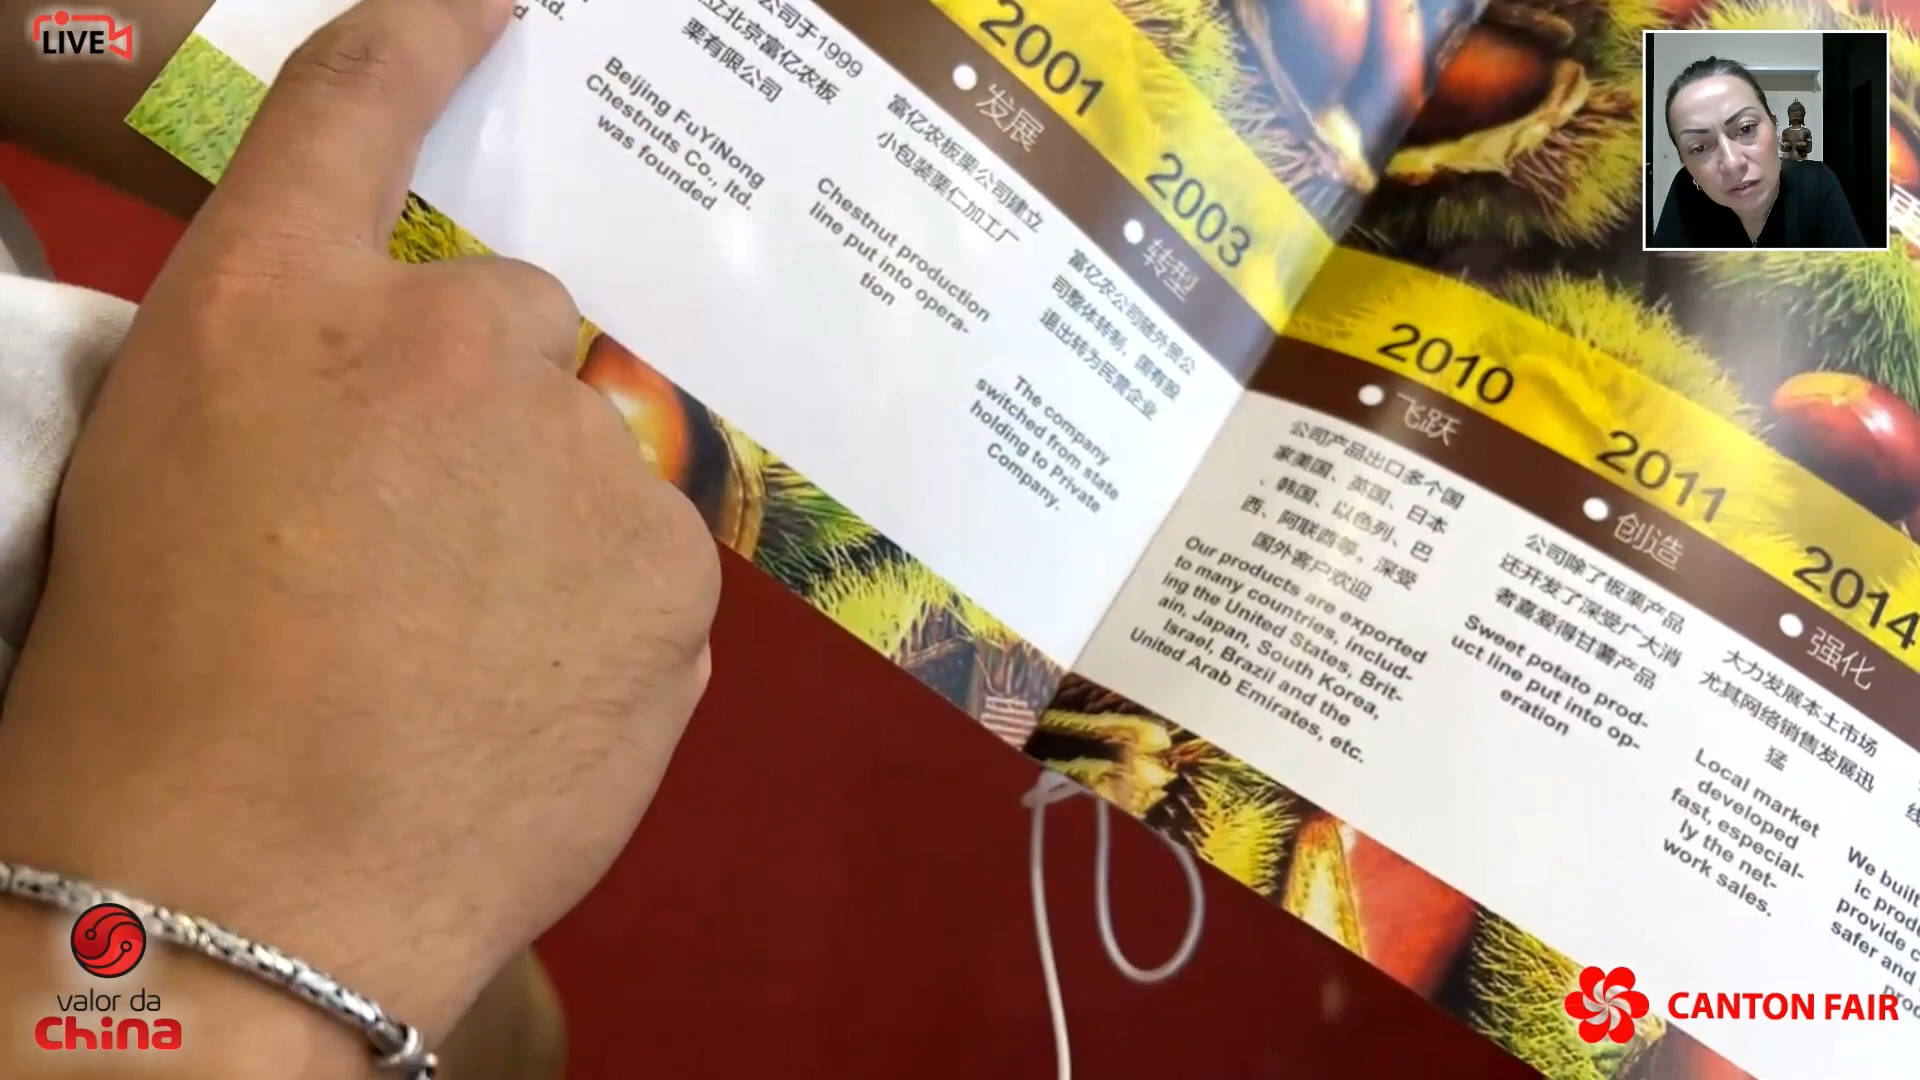 LIVE
td.
d
公司于1999
立北京富亿农板
栗有限公司
Beijing FuYiNong
Chestnuts Co., ltd.
was founded
2001
发展
富亿农板栗公司建立
小包装栗仁加工厂
Chestnut production
line put into opera-
tion
2003
转型
富亿农公司随外贸公
司整体转制，国有股
退出转为民营企业
The company
switched from state
holding to Private
Company.
2010
飞跃
公司产品出口多个国
家美国、英国、日本
、韩国、以色列、巴
西、阿联酋等，深受
国外客户欢迎
Our products are exported
to many countries, includ-
ing the United States, Brit-
ain, Japan, South Korea,
Israel, Brazil and the
United Arab Emirates, etc.
2011
创造
公司除了板栗产品
还开发了深受广大消
者喜爱得甘薯产品
Sweet potato prod-
uct line put into op-
eration
2014
强化
大力发展本土市场
尤其网络销售发展迅
猛
Local market
developed
fast, especial-
ly the net-
work sales.
线
We built
ic produ
provide c
safer and
prod
valor da
china
CANTON FAIR